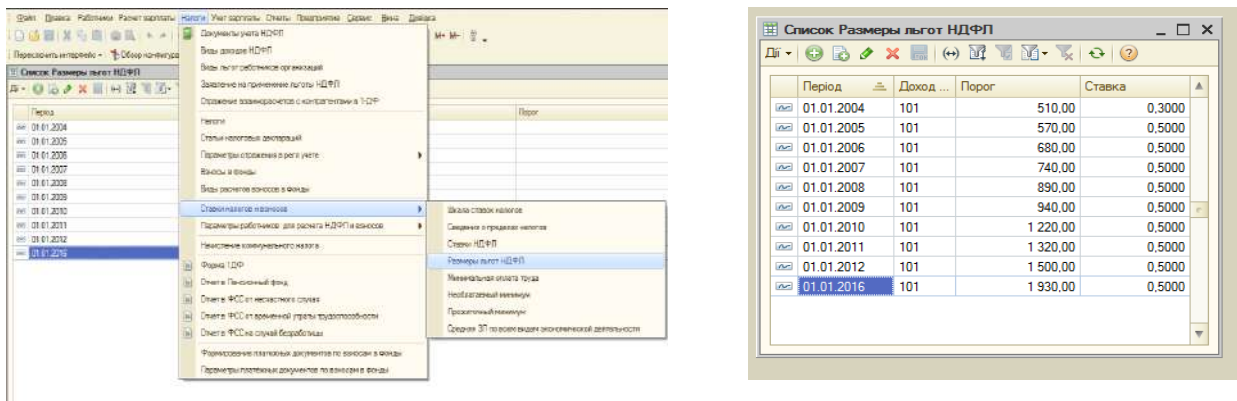 Файл Правка Работники Расчет зарплаты Налоги Учет зарплаты Отчеты Предприятие Сервис Окна Довідка
Документы учета НДФЛ
Виды доходов НДФЛ
Виды льгот работников организаций
Заявление на применение льготы НДФЛ
Отражение взаиморасчетов с контрагентами в 1-ДФ
Налоги
Статьи налоговых деклараций
Параметры отражения в регл учете
Взносы в фонды
Виды расчетов взносов в фонды
Ставки налогов и взносов
Параметры работников для расчета НДФЛ и взносов
Начисление коммунального налога
Форма 1ДФ
Отчет в Пенсионный фонд
Отчет в ФСС от несчастного случая
Отчет в ФСС от временной утраты трудоспособности
Отчет в ФСС на случай безработицы
Формирование платежных документов по взносам в фонды
Параметры платежных документов по взносам в фонды
Шкала ставок налогов
Сведения о пределах налогов
Ставки НДФЛ
Размеры льгот НДФЛ
Минимальная оплата труда
Необлагаемый минимум
Прожиточный минимум
Средняя ЗП по всем видам экономической деятельности
M+ M-
Список Размеры льгот НДФЛ
Період
Порог
01.01.2004
01.01.2005
01.01.2006
01.01.2007
01.01.2008
01.01.2009
01.01.2010
01.01.2011
01.01.2012
01.01.2016
Список Размеры льгот НДФЛ
Дії
Період Доход ... Порог Ставка
01.01.2004 101 510,00 0,3000
01.01.2005 101 570,00 0,5000
01.01.2006 101 680,00 0,5000
01.01.2007 101 740,00 0,5000
01.01.2008 101 890,00 0,5000
01.01.2009 101 940,00 0,5000
01.01.2010 101 1 220,00 0,5000
01.01.2011 101 1 320,00 0,5000
01.01.2012 101 1 500,00 0,5000
01.01.2016 101 1 930,00 0,5000